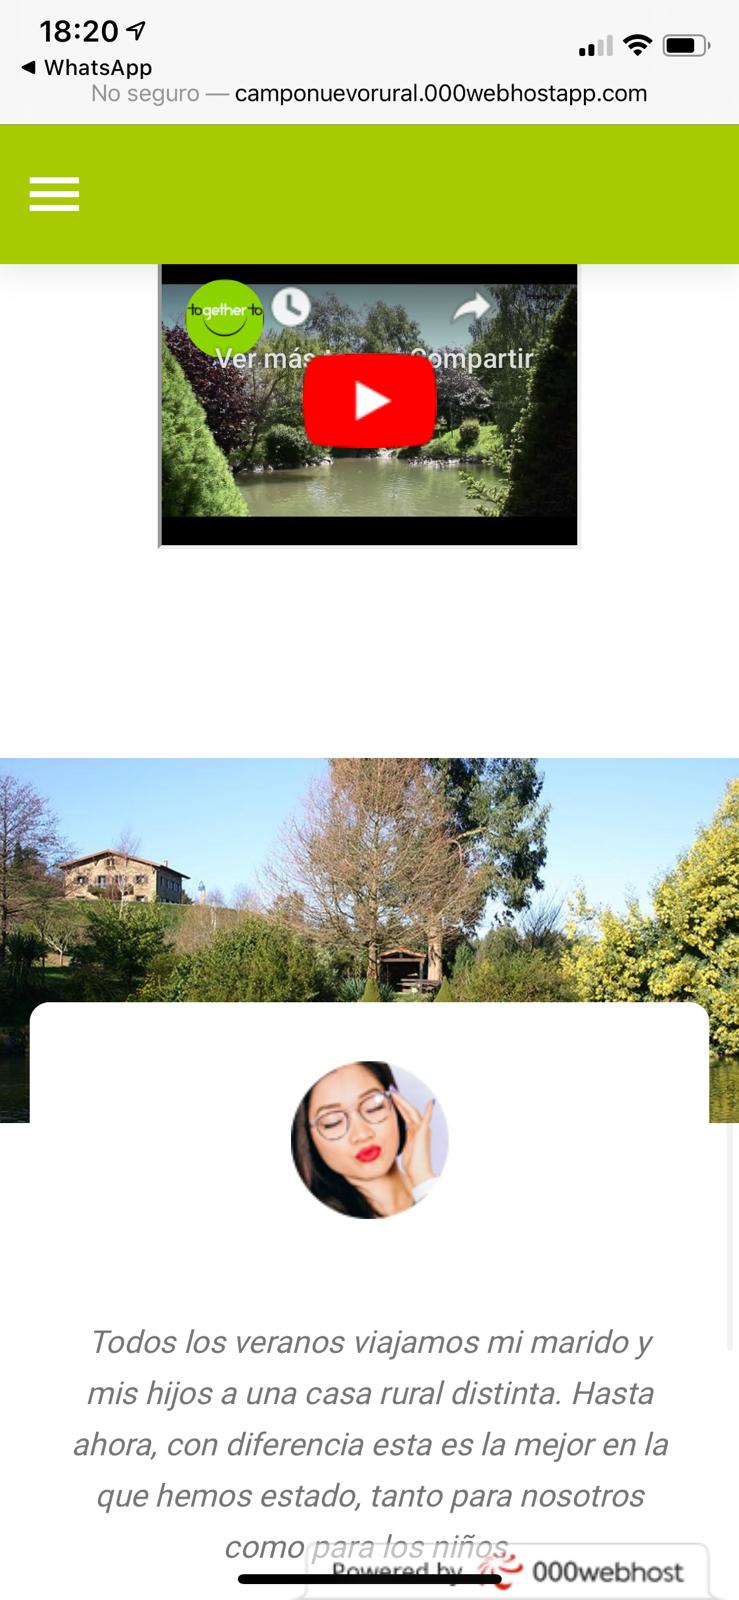 18:20
WhatsApp
No seguro — camponuevorural.000webhostapp.com
together to
Ver más Compartir
Todos los veranos viajamos mi marido y
mis hijos a una casa rural distinta. Hasta
ahora, con diferencia esta es la mejor en la
que hemos estado, tanto para nosotros
como para los niños.
Powered by 000webhost